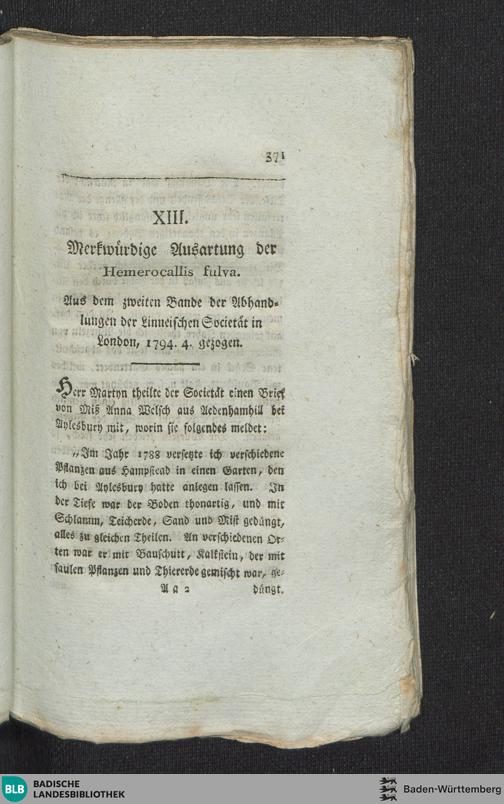 371
XIII.
Merkwürdige Ausartung der
Hemerocallis fulva.
Aus dem zweiten Bande der Abhand-
lungen der Linneischen Societät in
London, 1794. 4. gezogen.
Herr Martyn theilte der Societät einen Brief
von Miß Anna Welsch aus Aedenhamhill bei
Aylesbury mit, worin sie folgendes meldet:
„Im Jahr 1788 versetzte ich verschiedene
Pflanzen aus Hampstead in einen Garten, den
ich bei Aylesbury hatte anlegen lassen. In
der Tiefe war der Boden thonartig, und mit
Schlamm, Teicherde, Sand und Mist gedüngt,
alles zu gleichen Theilen. An verschiedenen Or-
ten war er mit Bauschutt, Kalkstein, der mit
faulen Pflanzen und Thiererde gemischt war, ge-
A a 2 düngt.
BLB BADISCHE
LANDESBIBLIOTHEK
Baden-Württemberg